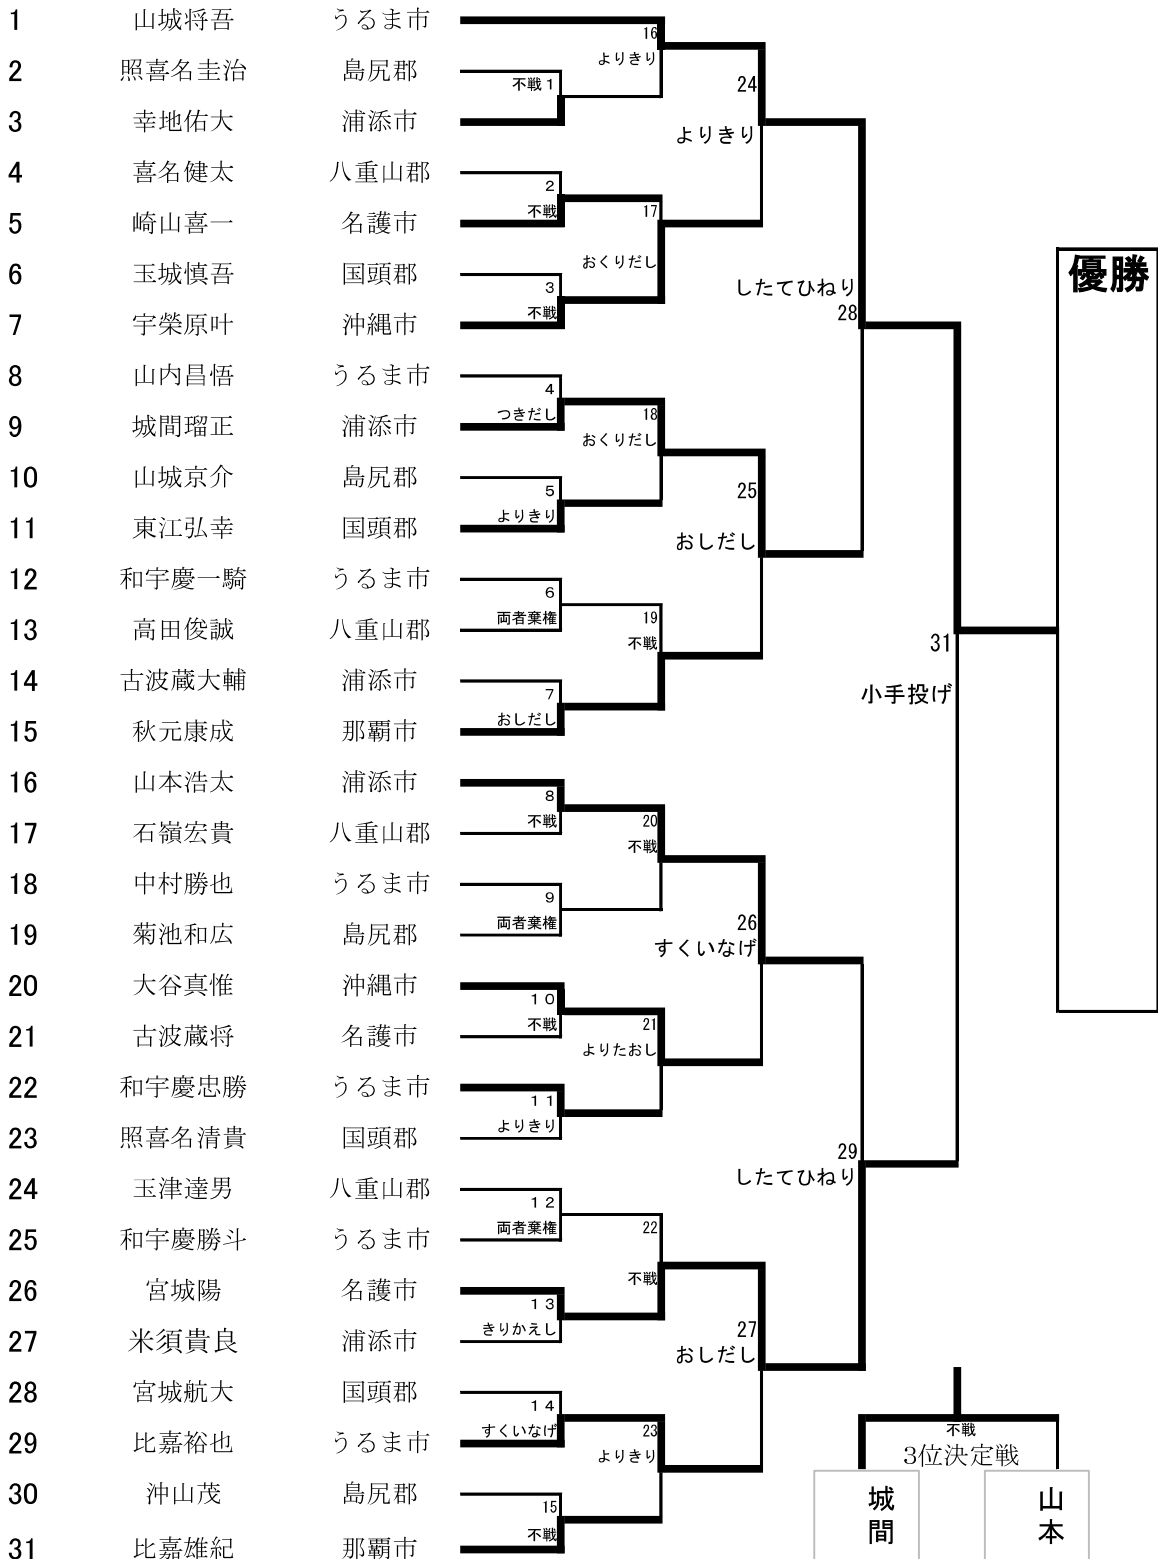 1 山城将吾 うるま市
2 照喜名圭治 島尻郡
3 幸地佑大 浦添市
4 喜名健太 八重山郡
5 崎山喜一 名護市
6 玉城慎吾 国頭郡
7 宇榮原叶 沖縄市
8 山内昌悟 うるま市
9 城間瑠正 浦添市
10 山城京介 島尻郡
11 東江弘幸 国頭郡
12 和宇慶一騎 うるま市
13 高田俊誠 八重山郡
14 古波蔵大輔 浦添市
15 秋元康成 那覇市
16 山本浩太 浦添市
17 石嶺宏貴 八重山郡
18 中村勝也 うるま市
19 菊池和広 島尻郡
20 大谷真惟 沖縄市
21 古波蔵将 名護市
22 和宇慶忠勝 うるま市
23 照喜名清貴 国頭郡
24 玉津達男 八重山郡
25 和宇慶勝斗 うるま市
26 宮城陽 名護市
27 米須貴良 浦添市
28 宮城航大 国頭郡
29 比嘉裕也 うるま市
30 沖山茂 島尻郡
31 比嘉雄紀 那覇市
不戦１
２
不戦
３
不戦
４
つきだし
５
よりきり
６
両者棄権
７
おしだし
８
不戦
９
両者棄権
１０
不戦
１１
よりきり
１２
両者棄権
１３
きりかえし
１４
すくいなげ
15
不戦
16
よりきり
17
おくりだし
18
おくりだし
19
不戦
20
不戦
21
よりたおし
22
不戦
23
よりきり
24
よりきり
25
おしだし
26
すくいなげ
27
おしだし
したてひねり
28
29
したてひねり
31
小手投げ
優勝
不戦
3位決定戦
城間
山本